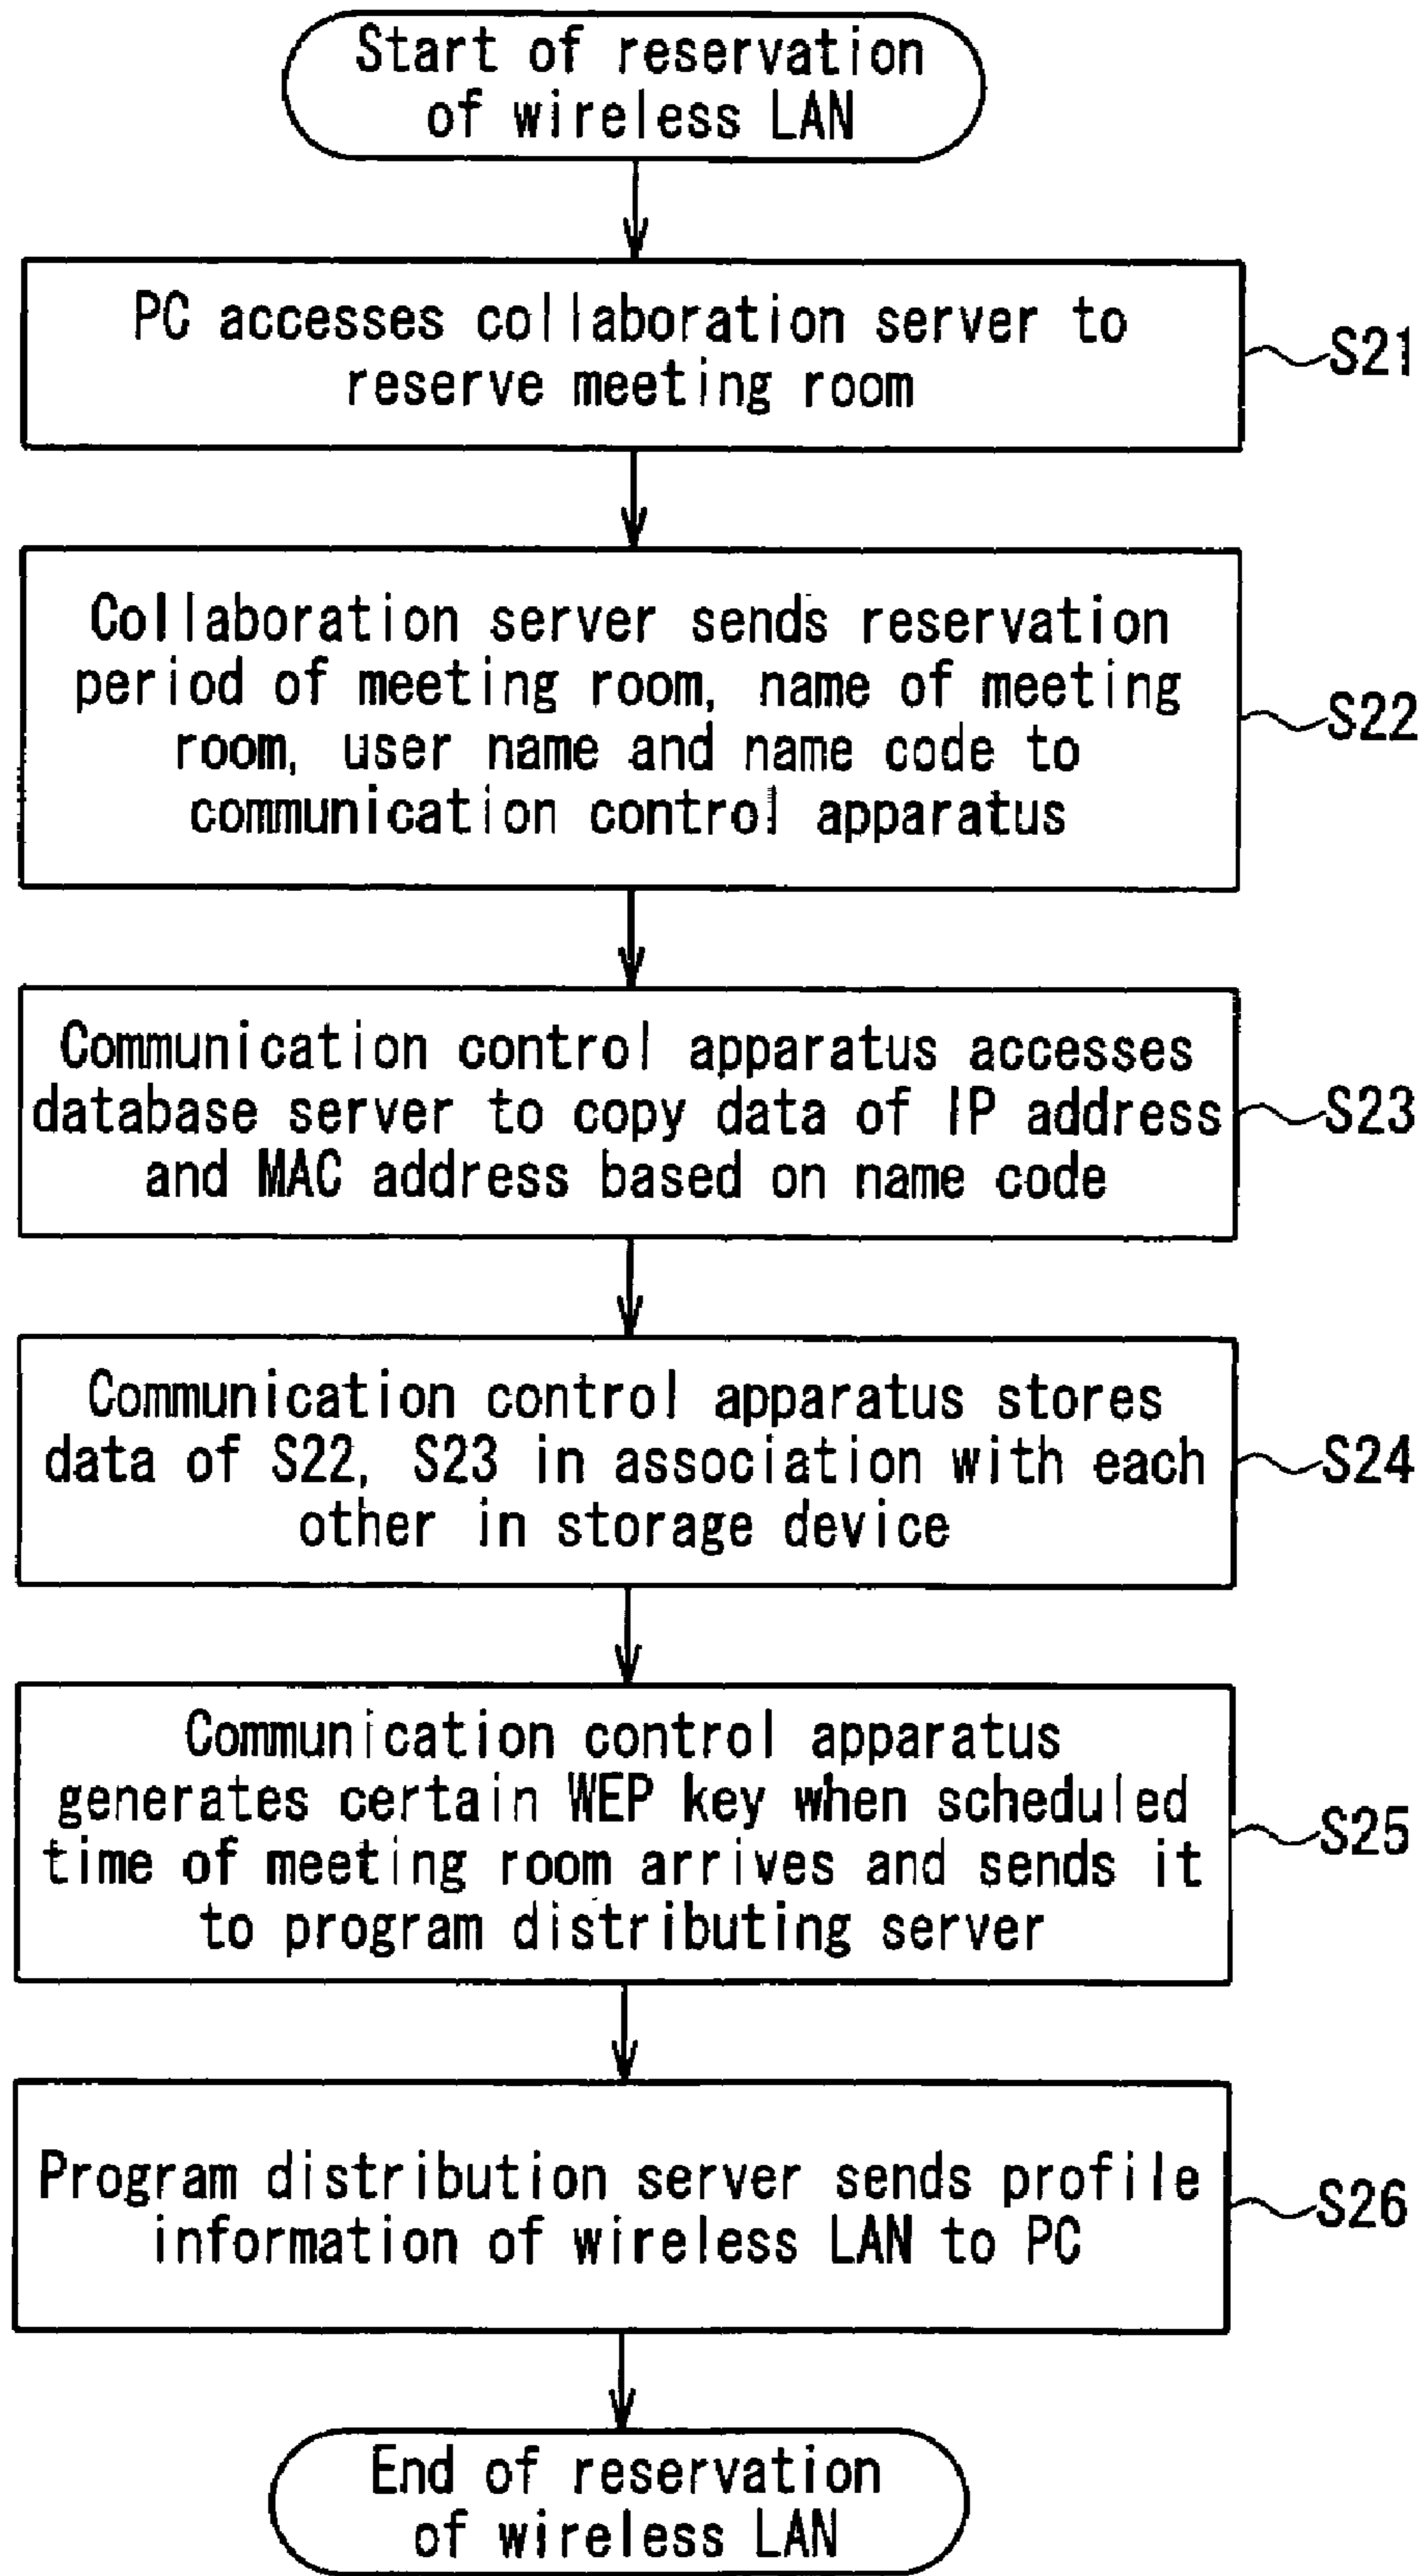 Start of reservation
of wireless LAN
PC accesses collaboration server to
reserve meeting room
S21
Collaboration server sends reservation
period of meeting room, name of meeting
room, user name and name code to
communication control apparatus
S22
Communication control apparatus accesses
database server to copy data of IP address
and MAC address based on name code
S23
Communication control apparatus stores
data of S22, S23 in association with each
other in storage device
S24
Communication control apparatus
generates certain WEP key when scheduled
time of meeting room arrives and sends it
to program distributing server
S25
Program distribution server sends profile
information of wireless LAN to PC
S26
End of reservation
of wireless LAN